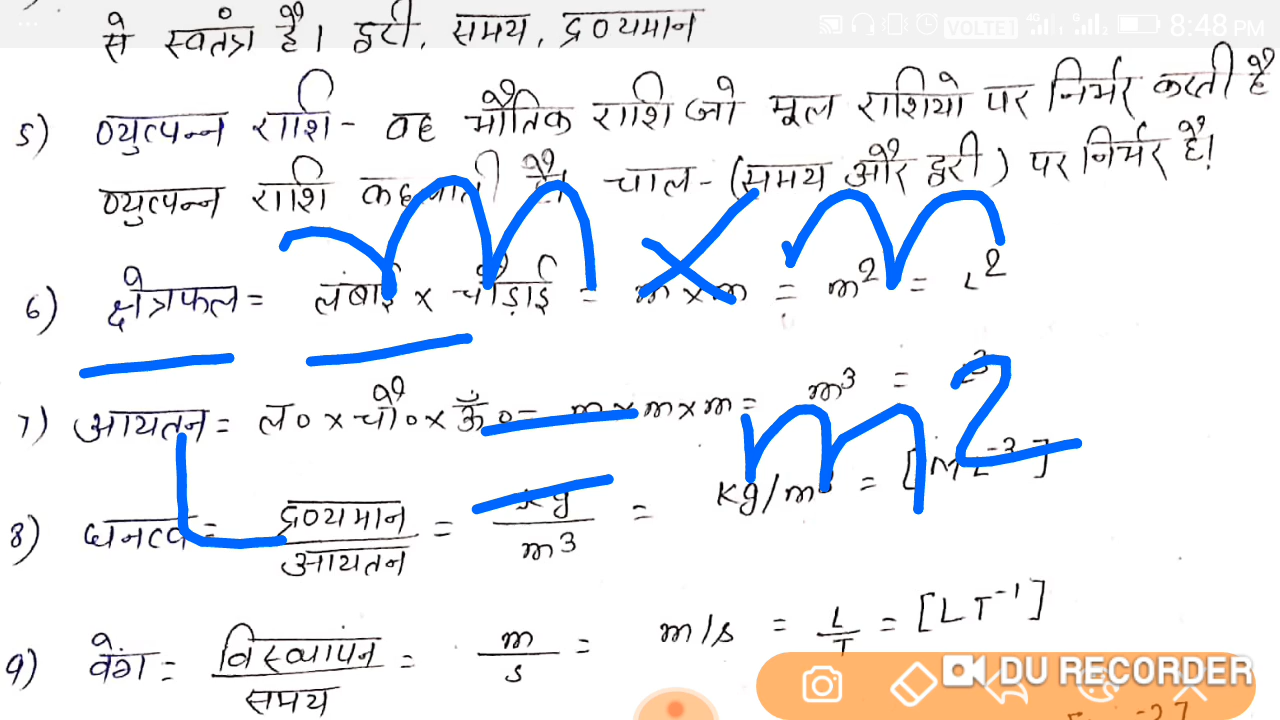 VOLTE 8:48 PM
से स्वतंत्र है। दूरी, समय, द्रव्यमान
5) व्युत्पन्न राशि - वह भौतिक राशि जो मूल राशियो पर निर्भर करती है
व्युत्पन्न राशि कहलाती है। चाल - (समय और दूरी) पर निर्भर है।
m × m
6) क्षेत्रफल = लंबाई × चौड़ाई = m × m = m² = L²
7) आयतन = ल० × चौ० × ऊँ० = m × m × m = m³ = L³
m²
8) घनत्व = द्रव्यमान/आयतन = kg/m³ = kg/m³ = [M L⁻³]
9) वेग = विस्थापन/समय = m/s = m/s = L/T = [L T⁻¹]
DU RECORDER